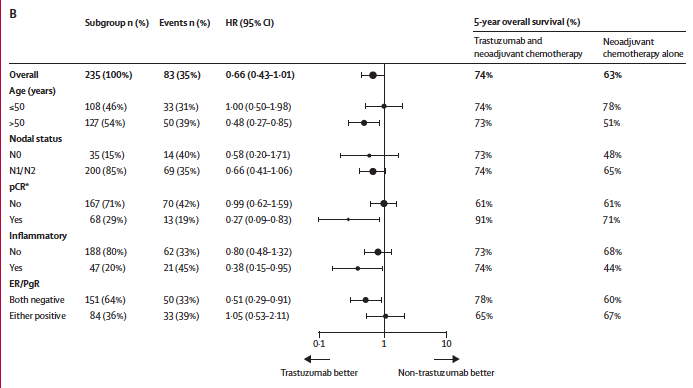 B
Subgroup n (%) Events n (%) HR (95% CI) 5-year overall survival (%)
Trastuzumab and neoadjuvant chemotherapy Neoadjuvant chemotherapy alone
Overall 235 (100%) 83 (35%) 0·66 (0·43–1·01) 74% 63%
Age (years)
≤50 108 (46%) 33 (31%) 1·00 (0·50–1·98) 74% 78%
>50 127 (54%) 50 (39%) 0·48 (0·27–0·85) 73% 51%
Nodal status
N0 35 (15%) 14 (40%) 0·58 (0·20–1·71) 73% 48%
N1/N2 200 (85%) 69 (35%) 0·66 (0·41–1·06) 74% 65%
pCR*
No 167 (71%) 70 (42%) 0·99 (0·62–1·59) 61% 61%
Yes 68 (29%) 13 (19%) 0·27 (0·09–0·83) 91% 71%
Inflammatory
No 188 (80%) 62 (33%) 0·80 (0·48–1·32) 73% 68%
Yes 47 (20%) 21 (45%) 0·38 (0·15–0·95) 74% 44%
ER/PgR
Both negative 151 (64%) 50 (33%) 0·51 (0·29–0·91) 78% 60%
Either positive 84 (36%) 33 (39%) 1·05 (0·53–2·11) 65% 67%
0·1 1 10
Trastuzumab better Non-trastuzumab better